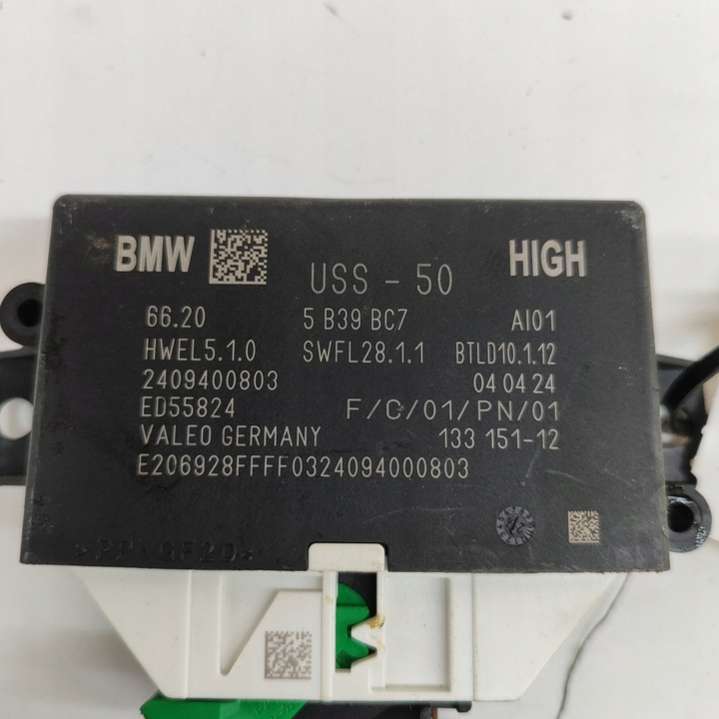 BMW USS - 50 HIGH
66.20 5 B39 BC7 AI01
HWEL5.1.0 SWFL28.1.1 BTLD10.1.12
2409400803 04 04 24
ED55824 F/C/01/PN/01
VALEO GERMANY 133 151-12
E206928FFFF0324094000803